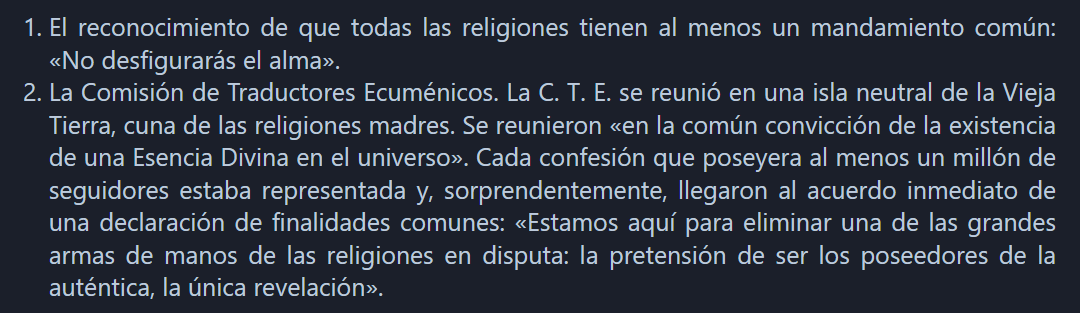 1. El reconocimiento de que todas las religiones tienen al menos un mandamiento común:
«No desfigurarás el alma».
2. La Comisión de Traductores Ecuménicos. La C. T. E. se reunió en una isla neutral de la Vieja
Tierra, cuna de las religiones madres. Se reunieron «en la común convicción de la existencia
de una Esencia Divina en el universo». Cada confesión que poseyera al menos un millón de
seguidores estaba representada y, sorprendentemente, llegaron al acuerdo inmediato de
una declaración de finalidades comunes: «Estamos aquí para eliminar una de las grandes
armas de manos de las religiones en disputa: la pretensión de ser los poseedores de la
auténtica, la única revelación».